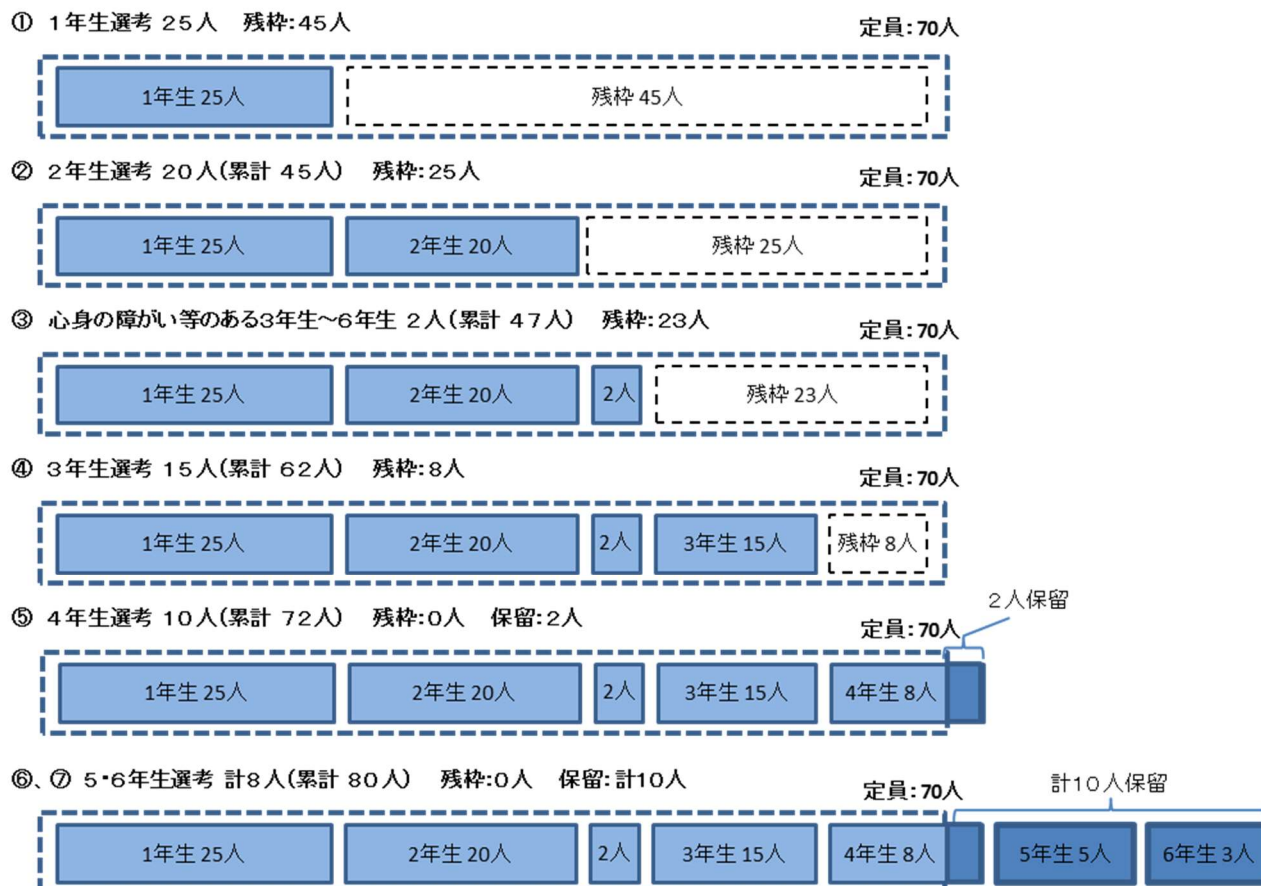 ① 1年生選考 25人　残枠:45人
定員:70人
1年生 25人
残枠 45人
② 2年生選考 20人(累計 45人)　残枠:25人
定員:70人
1年生 25人
2年生 20人
残枠 25人
③ 心身の障がい等のある3年生~6年生 2人(累計 47人)　残枠:23人
定員:70人
1年生 25人
2年生 20人
2人
残枠 23人
④ 3年生選考 15人(累計 62人)　残枠:8人
定員:70人
1年生 25人
2年生 20人
2人
3年生 15人
残枠 8人
⑤ 4年生選考 10人(累計 72人)　残枠:0人　保留:2人
定員:70人
2人保留
1年生 25人
2年生 20人
2人
3年生 15人
4年生 8人
⑥、⑦ 5・6年生選考 計8人(累計 80人)　残枠:0人　保留:計10人
定員:70人
計10人保留
1年生 25人
2年生 20人
2人
3年生 15人
4年生 8人
5年生 5人
6年生 3人